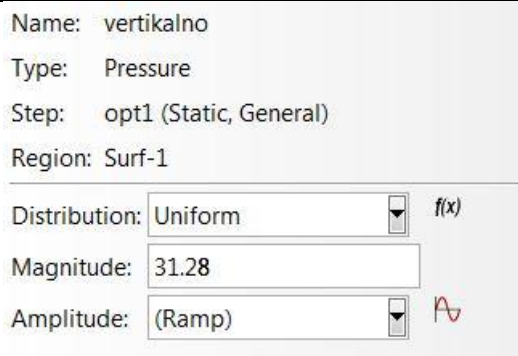 Name: vertikalno
Type: Pressure
Step: opt1 (Static, General)
Region: Surf-1
Distribution: Uniform f(x)
Magnitude: 31.28
Amplitude: (Ramp)